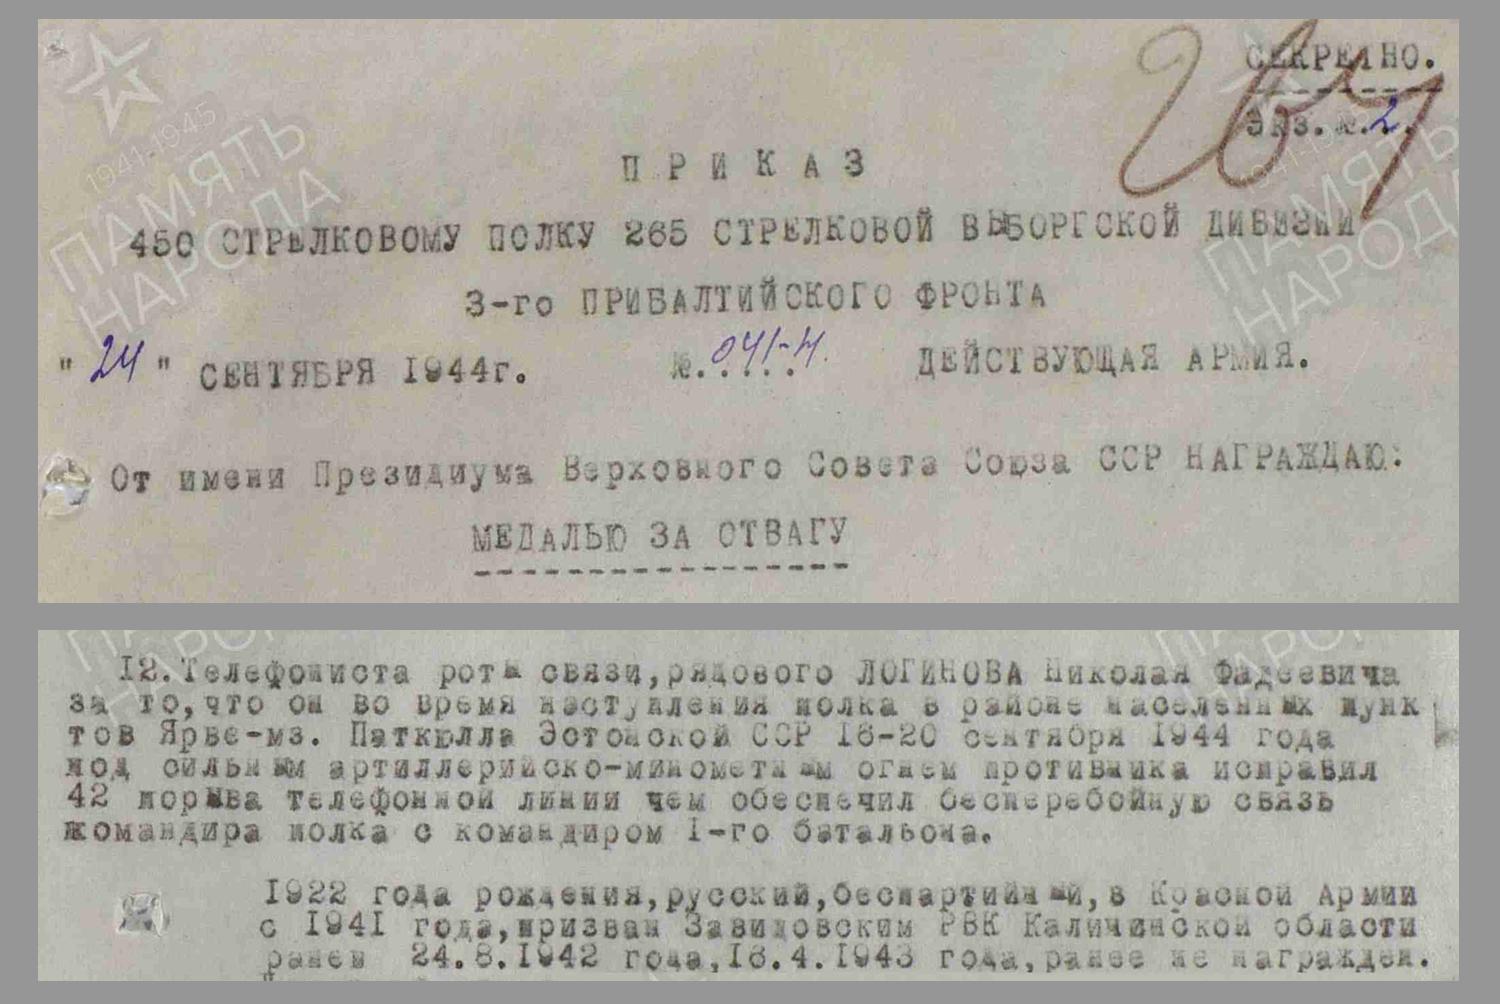 СЕКРЕТНО.
Экз.№.2.
ПРИКАЗ
450 СТРЕЛКОВОМУ ПОЛКУ 265 СТРЕЛКОВОЙ ВЫБОРГСКОЙ ДИВИЗИИ
3-го ПРИБАЛТИЙСКОГО ФРОНТА
"24" СЕНТЯБРЯ 1944г. №.041-н. ДЕЙСТВУЮЩАЯ АРМИЯ.
От имени Президиума Верховного Совета Союза ССР НАГРАЖДАЮ:
МЕДАЛЬЮ ЗА ОТВАГУ
12.Телефониста роты связи,рядового ЛОГИНОВА Николая Фадеевича
за то,что он во время наступления полка в районе населенных пунк
тов Ярве-мз. Паткюлла Эстонской ССР 18-20 сентября 1944 года
под сильным артиллерийско-минометным огнем противника исправил
42 порыва телефонной линии чем обеспечил бесперебойную связь
командира полка с командиром 1-го батальона.
1922 года рождения,русский,беспартийный,в Красной Армии
с 1941 года,призван Завидовским РВК Калининской области
ранен 24.8.1942 года,18.4.1943 года,ранее не награжден.
1941-1945
ПАМЯТЬ
НАРОДА